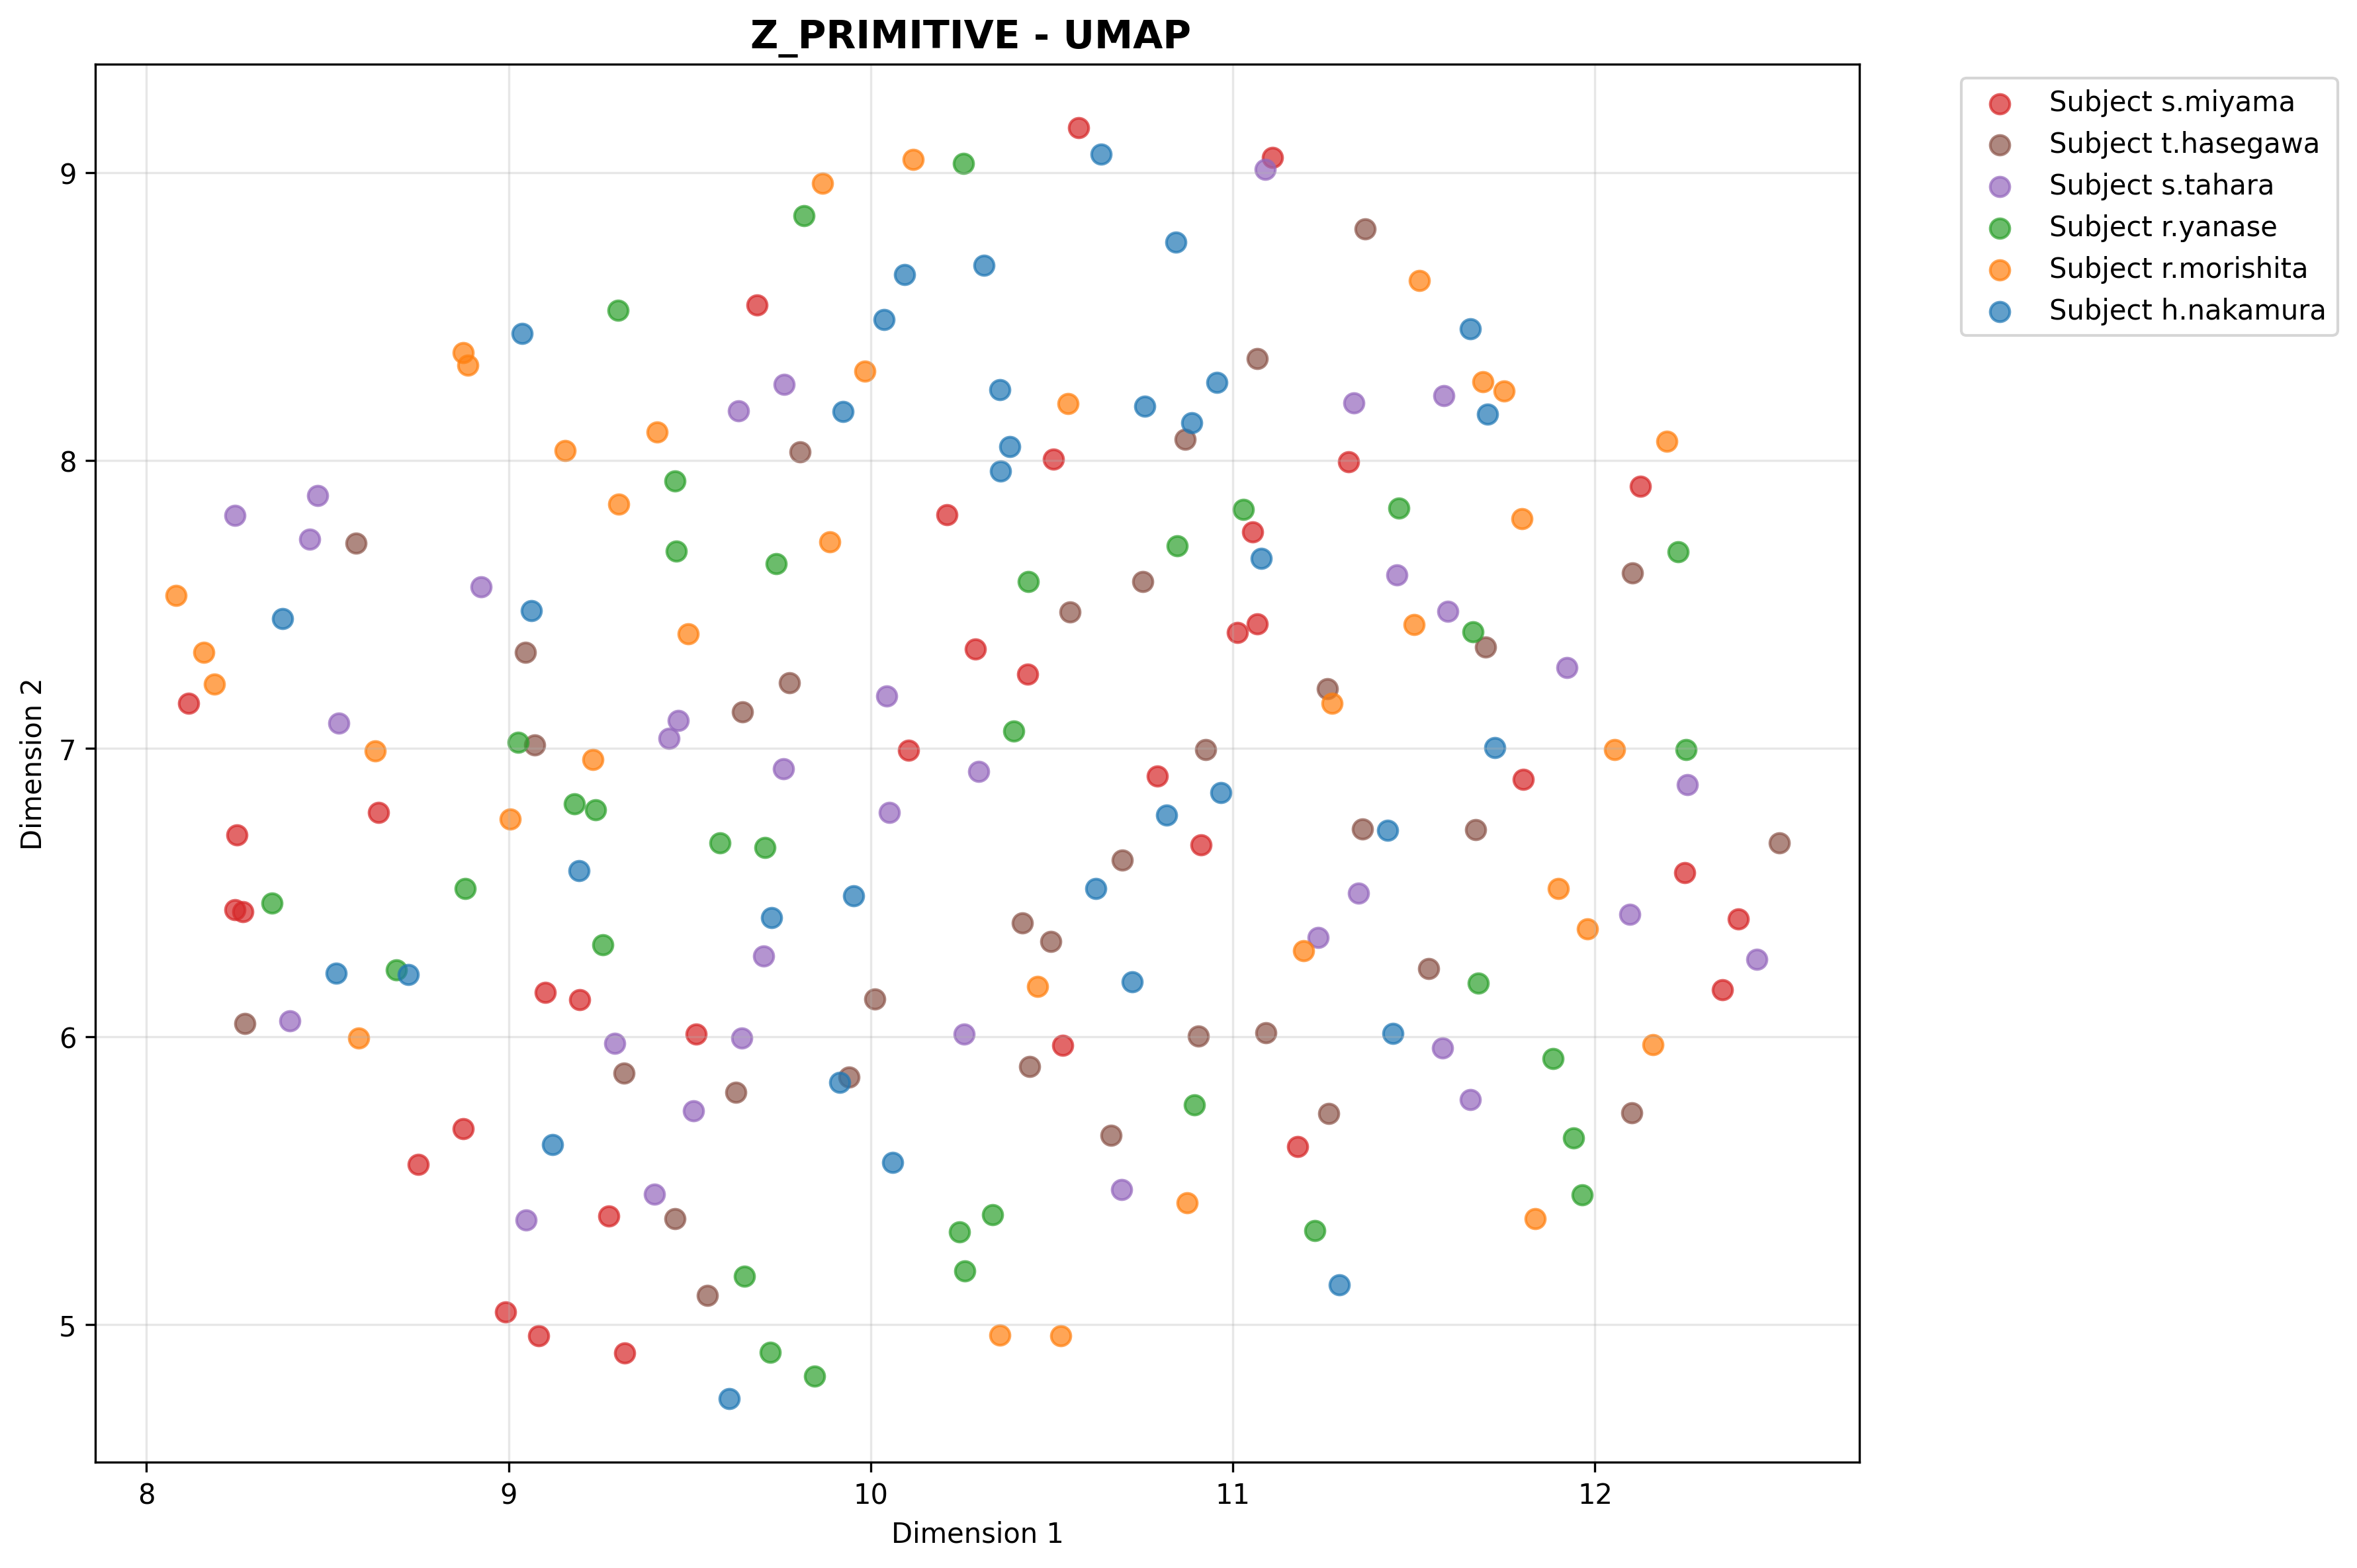 Z_PRIMITIVE - UMAP
Subject s.miyama
Subject t.hasegawa
Subject s.tahara
Subject r.yanase
Subject r.morishita
Subject h.nakamura
9
8
7
6
5
Dimension 2
8 9 10 11 12
Dimension 1